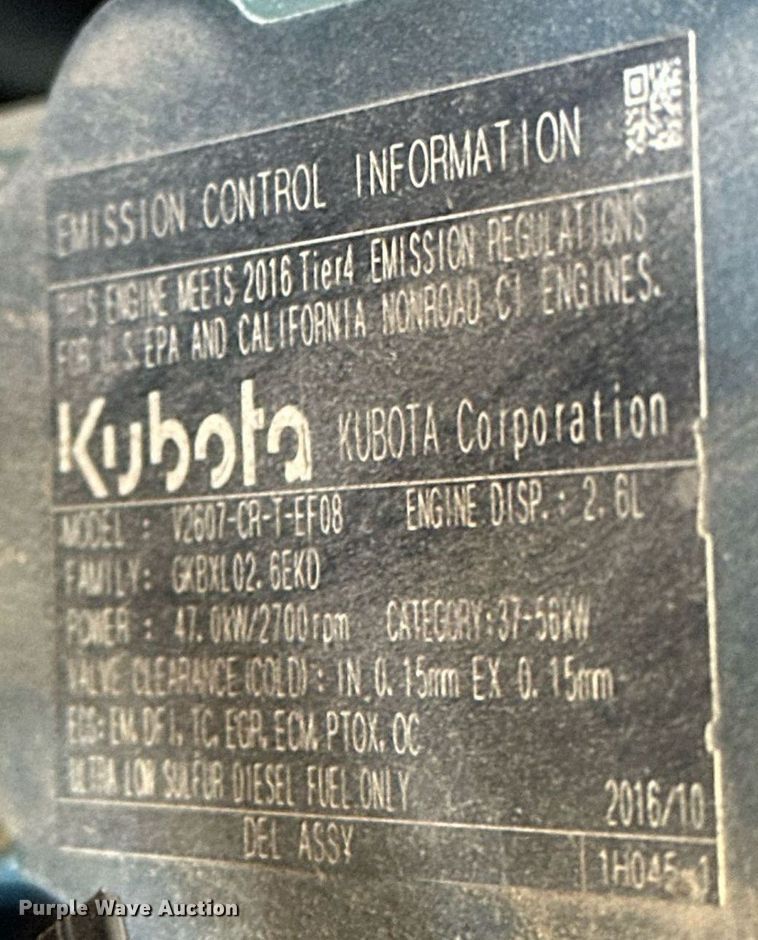 EMISSION CONTROL INFORMATION
THIS ENGINE MEETS 2016 Tier4 EMISSION REGULATIONS
FOR U.S. EPA AND CALIFORNIA NONROAD CI ENGINES.
Kubota KUBOTA Corporation
MODEL : V2607-CR-T-EF08 ENGINE DISP.: 2.6L
FAMILY: GKBXL02.6EKD
POWER : 47.0kW/2700rpm CATEGORY:37-56kW
VALVE CLEARANCE(COLD): IN 0.15mm EX 0.15mm
ECS: EM, DFI, TC, EGR, ECM, PTOX, OC
ULTRA LOW SULFUR DIESEL FUEL ONLY 2016/10
DEL ASSY
Purple Wave Auction